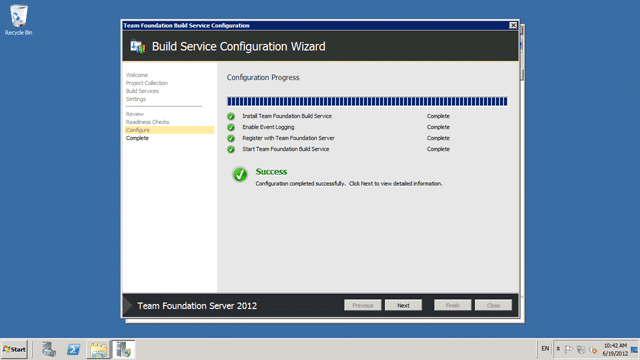 Recycle Bin
Team Foundation Build Service Configuration
Build Service Configuration Wizard
Welcome
Project Collection
Build Services
Settings
Review
Readiness Checks
Configure
Complete
Configuration Progress
Install Team Foundation Build Service Complete
Enable Event Logging Complete
Register with Team Foundation Server Complete
Start Team Foundation Build Service Complete
Success
Configuration completed successfully. Click Next to view detailed information.
Team Foundation Server 2012
Previous Next Finish Close
Start EN 10:42 AM
6/19/2012